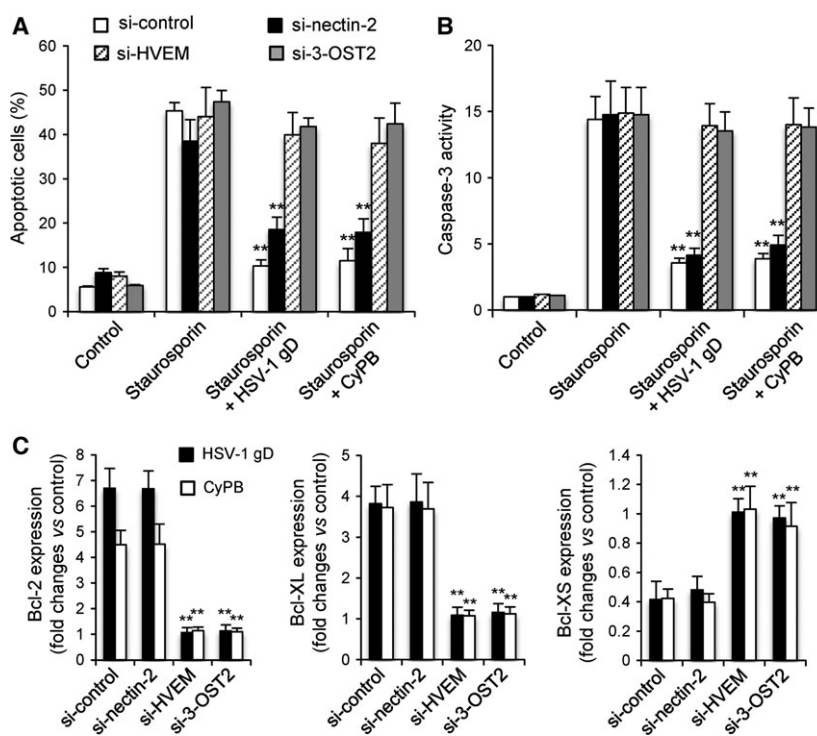 A
si-control
si-nectin-2
si-HVEM
si-3-OST2
Apoptotic cells (%)
60
50
40
30
20
10
0
**
**
**
**
Control
Staurosporin
Staurosporin
+ HSV-1 gD
Staurosporin
+ CyPB
B
Caspase-3 activity
20
15
10
5
0
**
**
**
**
Control
Staurosporin
Staurosporin
+ HSV-1 gD
Staurosporin
+ CyPB
C
HSV-1 gD
CyPB
Bcl-2 expression
(fold changes vs control)
8
7
6
5
4
3
2
1
0
**
**
**
**
si-control
si-nectin-2
si-HVEM
si-3-OST2
Bcl-XL expression
(fold changes vs control)
5
4
3
2
1
0
**
**
**
**
si-control
si-nectin-2
si-HVEM
si-3-OST2
Bcl-XS expression
(fold changes vs control)
1.4
1.2
1
0.8
0.6
0.4
0.2
0
**
**
**
**
si-control
si-nectin-2
si-HVEM
si-3-OST2